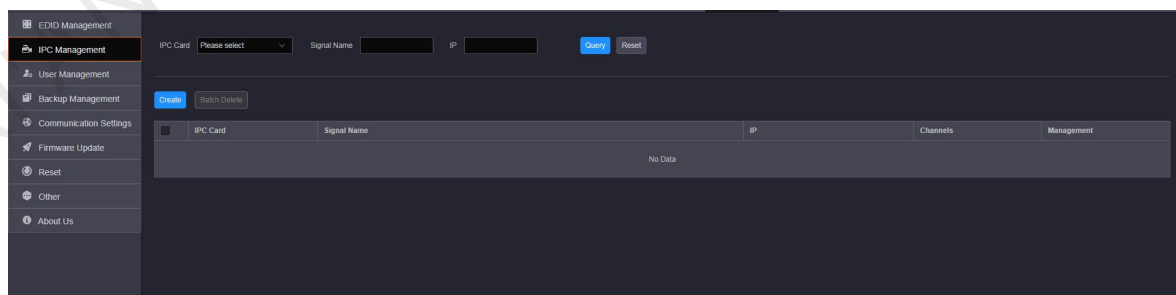 EDID Management
IPC Management
User Management
Backup Management
Communication Settings
Firmware Update
Reset
Other
About Us
IPC Card Please select Signal Name IP Query Reset
Create Batch Delete
IPC Card Signal Name IP Channels Management
No Data